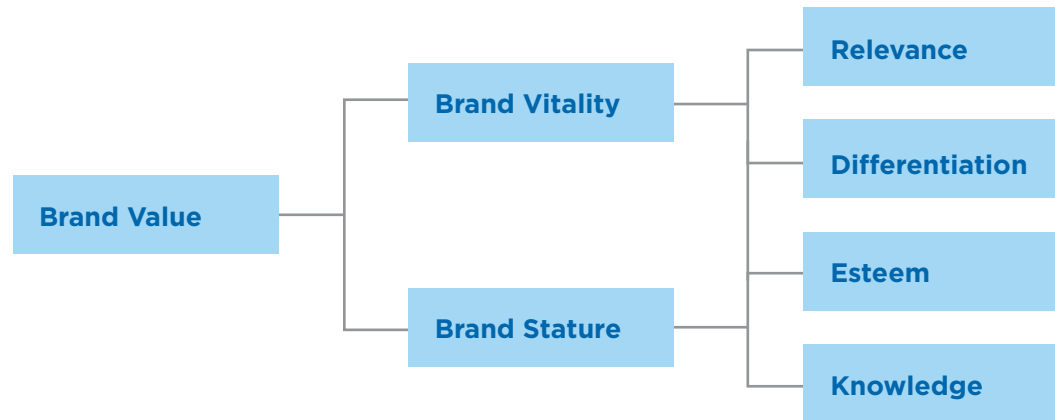 Brand Value
Brand Vitality
Brand Stature
Relevance
Differentiation
Esteem
Knowledge